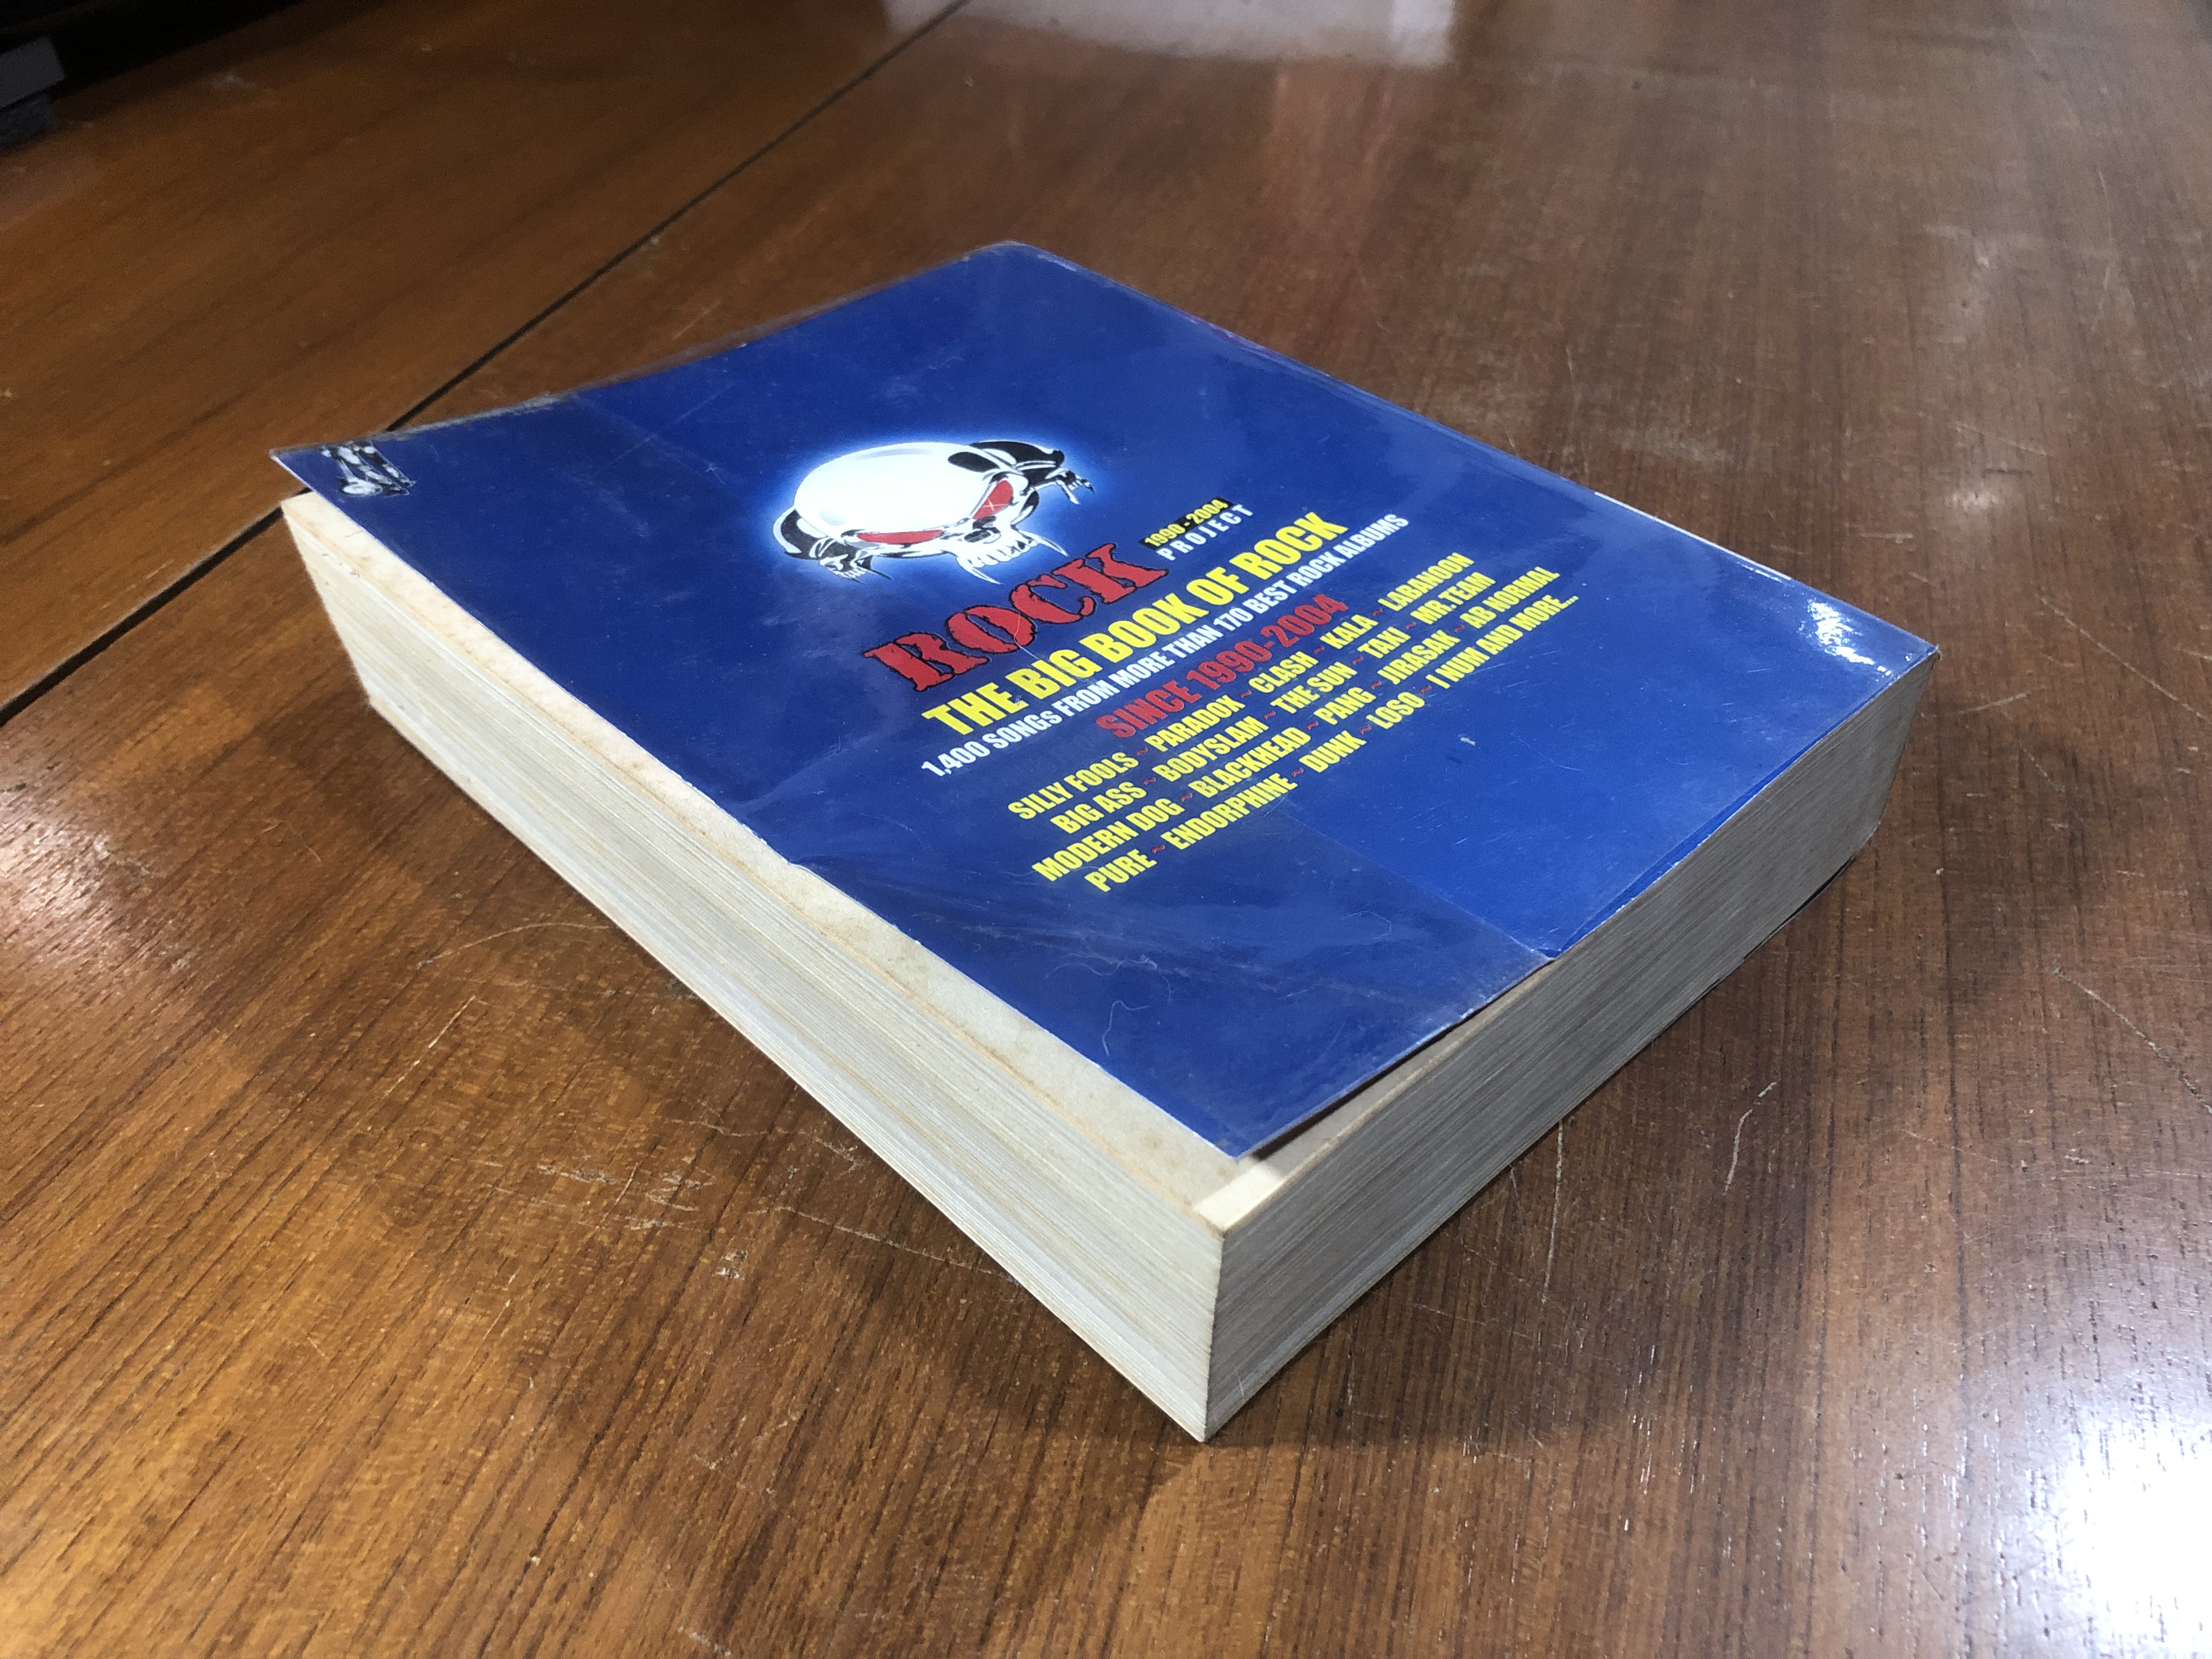 1990 - 2004
ROCK PROJECT
THE BIG BOOK OF ROCK
1,400 SONGS FROM MORE THAN 170 BEST ROCK ALBUMS
SINCE 1990-2004
SILLY FOOLS ~ PARADOX ~ CLASH ~ KALA ~ LABANOON
BIG ASS ~ BODYSLAM ~ THE SUN ~ TAXI ~ MR. TEAM
MODERN DOG ~ BLACKHEAD ~ PANG ~ JIRASAK ~ AB NORMAL
PURE ~ ENDORPHINE ~ DUNK ~ LOSO ~ I NUM AND MORE...